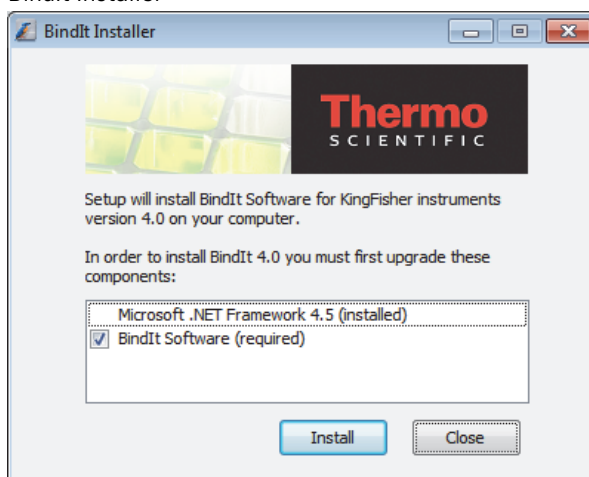 BindIt Installer
Thermo
SCIENTIFIC
Setup will install BindIt Software for KingFisher instruments
version 4.0 on your computer.
In order to install BindIt 4.0 you must first upgrade these
components:
Microsoft .NET Framework 4.5 (installed)
BindIt Software (required)
Install
Close